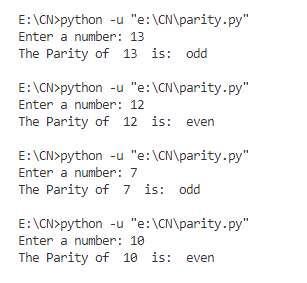 E:\CN>python -u "e:\CN\parity.py"
Enter a number: 13
The Parity of  13  is:  odd
E:\CN>python -u "e:\CN\parity.py"
Enter a number: 12
The Parity of  12  is:  even
E:\CN>python -u "e:\CN\parity.py"
Enter a number: 7
The Parity of  7  is:  odd
E:\CN>python -u "e:\CN\parity.py"
Enter a number: 10
The Parity of  10  is:  even